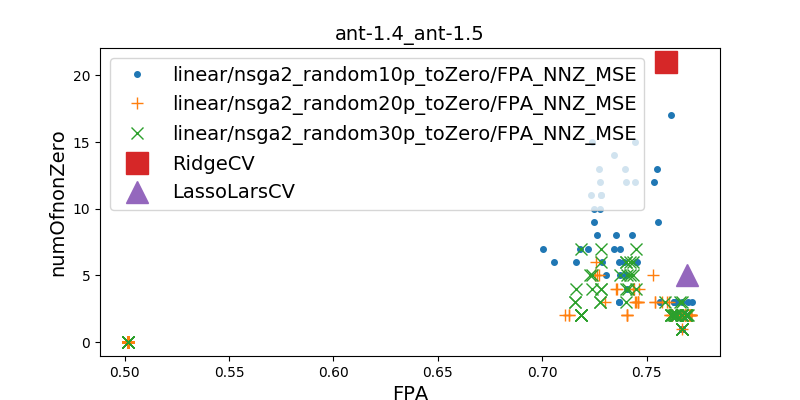 ant-1.4_ant-1.5
linear/nsga2_random10p_toZero/FPA_NNZ_MSE
linear/nsga2_random20p_toZero/FPA_NNZ_MSE
linear/nsga2_random30p_toZero/FPA_NNZ_MSE
RidgeCV
LassoLarsCV
numOfnonZero
20
15
10
5
0
0.50 0.55 0.60 0.65 0.70 0.75
FPA